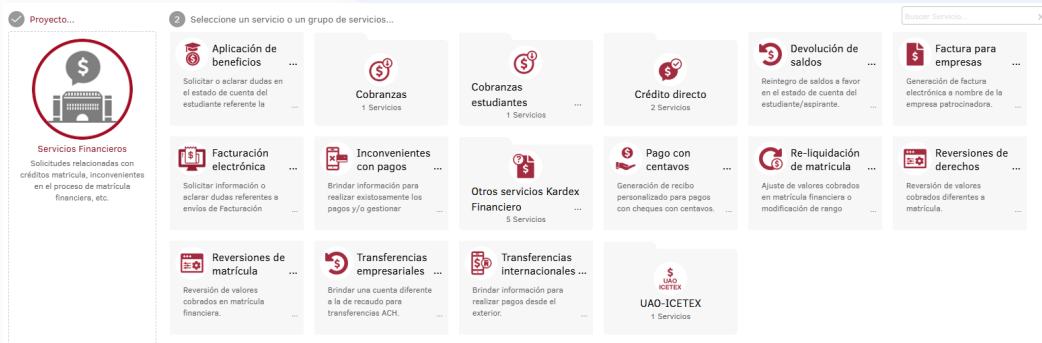 Proyecto...
2 Seleccione un servicio o un grupo de servicios...
Buscar Servicio...
Servicios Financieros
Solicitudes relacionadas con
créditos matrícula, inconvenientes
en el proceso de matrícula
financiera, etc.
Aplicación de
beneficios ...
Solicitar o aclarar dudas en
el estado de cuenta del
estudiante referente la ...
Cobranzas
1 Servicios
Cobranzas
estudiantes ...
1 Servicios
Crédito directo
2 Servicios
Devolución de
saldos ...
Reintegro de saldos a favor
en el estado de cuenta del
estudiante/aspirante. ...
Factura para
empresas ...
Generación de factura
electrónica a nombre de la
empresa patrocinadora. ...
Facturación
electrónica ...
Solicitar información o
aclarar dudas referentes a
envíos de Facturación ...
Inconvenientes
con pagos ...
Brindar información para
realizar existosamente los
pagos y/o gestionar ...
Otros servicios Kardex
Financiero ...
5 Servicios
Pago con
centavos ...
Generación de recibo
personalizado para pagos
con cheques con centavos. ...
Re-liquidación
de matricula ...
Ajuste de valores cobrados
en matrícula financiera o
modificación de rango ...
Reversiones de
derechos ...
Reversión de valores
cobrados diferentes a
matrícula. ...
Reversiones de
matrícula ...
Reversión de valores
cobrados en matrícula
financiera. ...
Transferencias
empresariales ...
Brindar una cuenta diferente
a la de recaudo para
transferencias ACH. ...
Transferencias
internacionales ...
Brindar información para
realizar pagos desde el
exterior. ...
UAO
ICETEX
UAO-ICETEX
1 Servicios